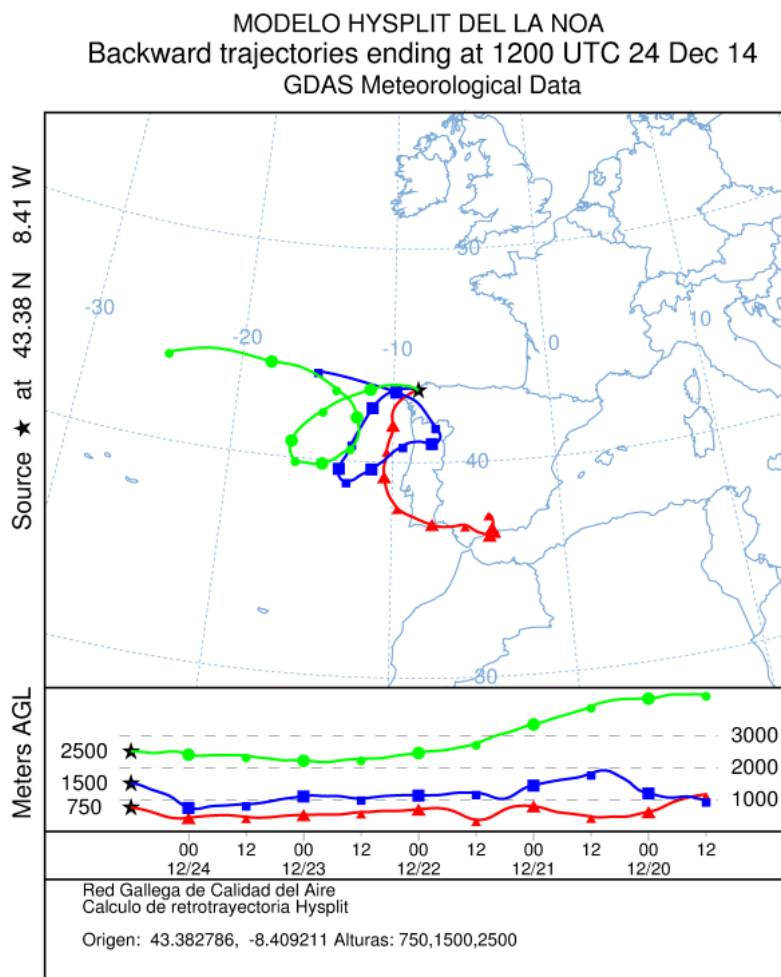 MODELO HYSPLIT DEL LA NOA
Backward trajectories ending at 1200 UTC 24 Dec 14
GDAS Meteorological Data
Source ★ at 43.38 N 8.41 W
-30
-20
-10
0
10
50
40
30
Meters AGL
2500
1500
750
3000
2000
1000
00 12 00 12 00 12 00 12 00 12
12/24 12/23 12/22 12/21 12/20
Red Gallega de Calidad del Aire
Calculo de retrotrayectoria Hysplit
Origen: 43.382786, -8.409211 Alturas: 750,1500,2500